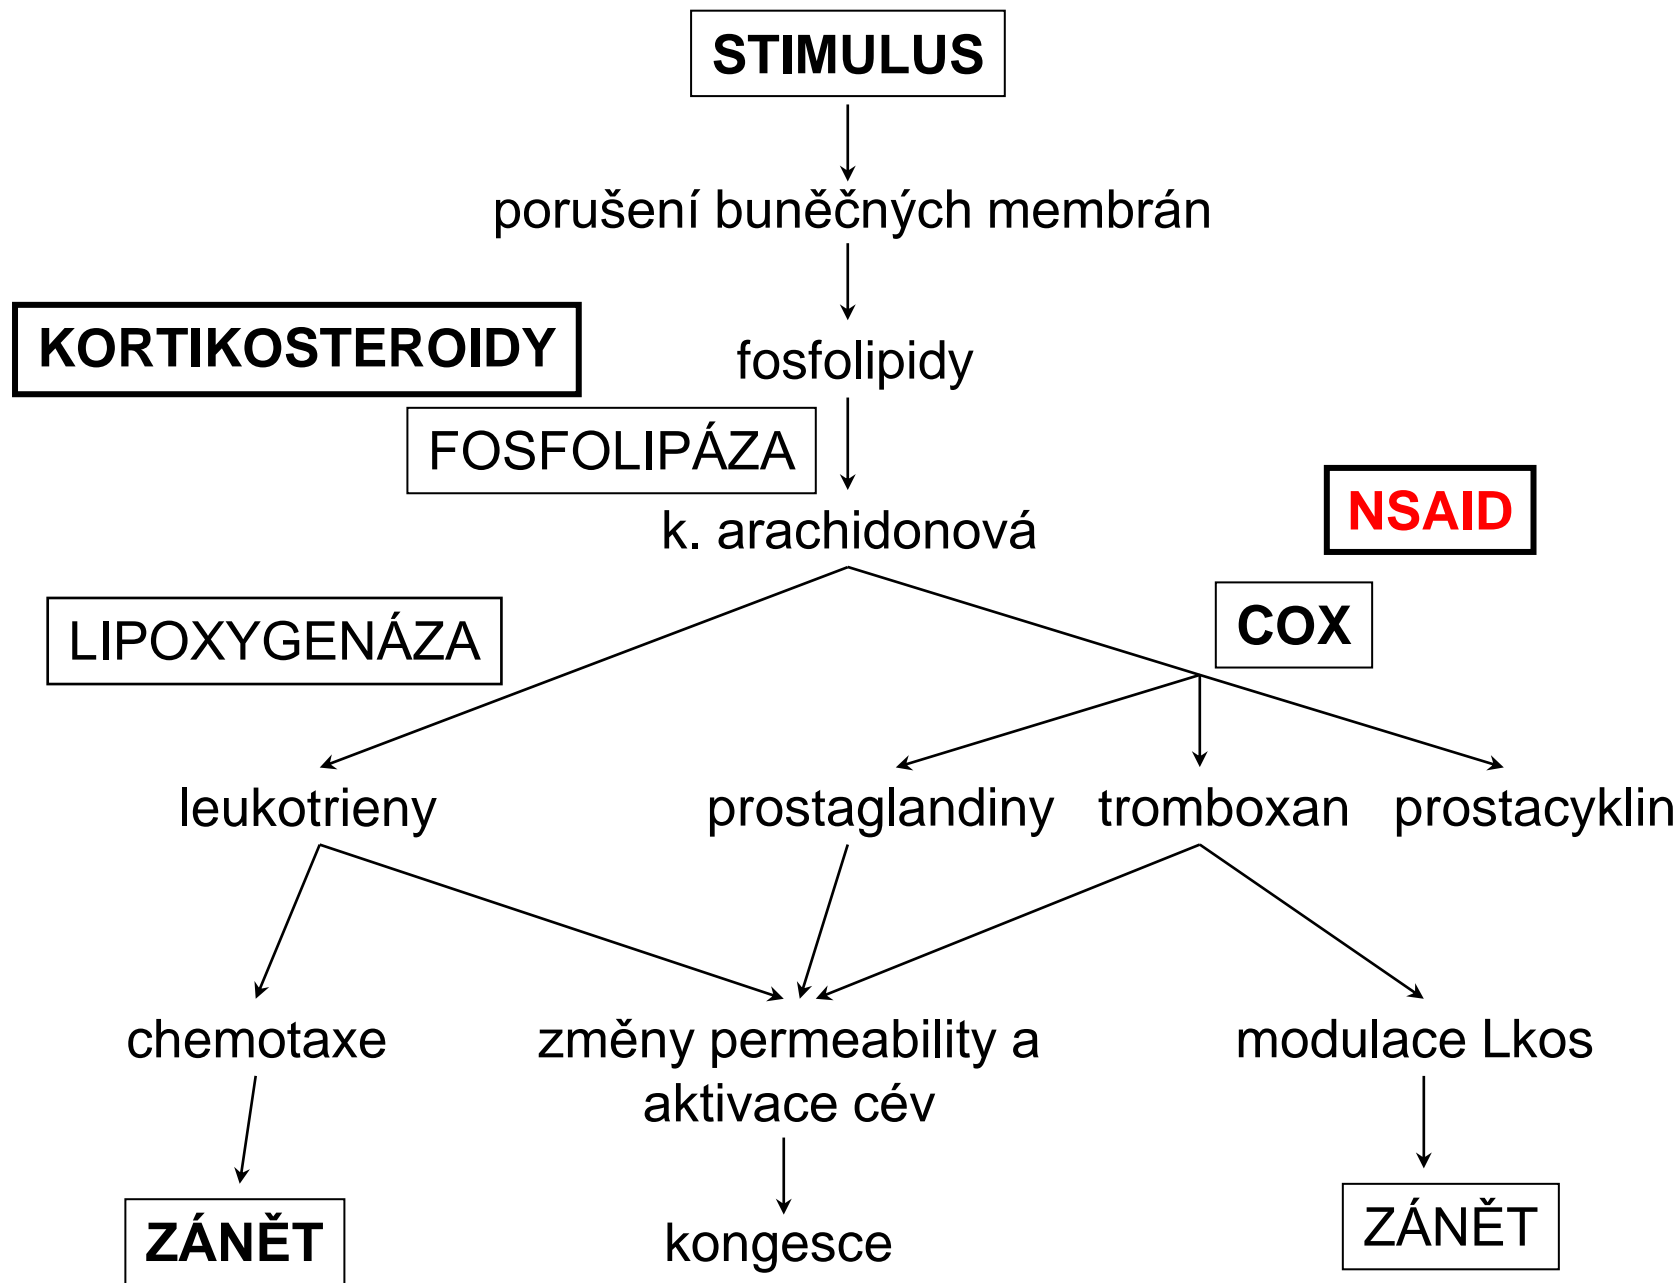 STIMULUS
porušení buněčných membrán
KORTIKOSTEROIDY
fosfolipidy
FOSFOLIPÁZA
NSAID
k. arachidonová
COX
LIPOXYGENÁZA
leukotrieny
prostaglandiny
tromboxan
prostacyklin
chemotaxe
změny permeability a
aktivace cév
modulace Lkos
ZÁNĚT
kongesce
ZÁNĚT